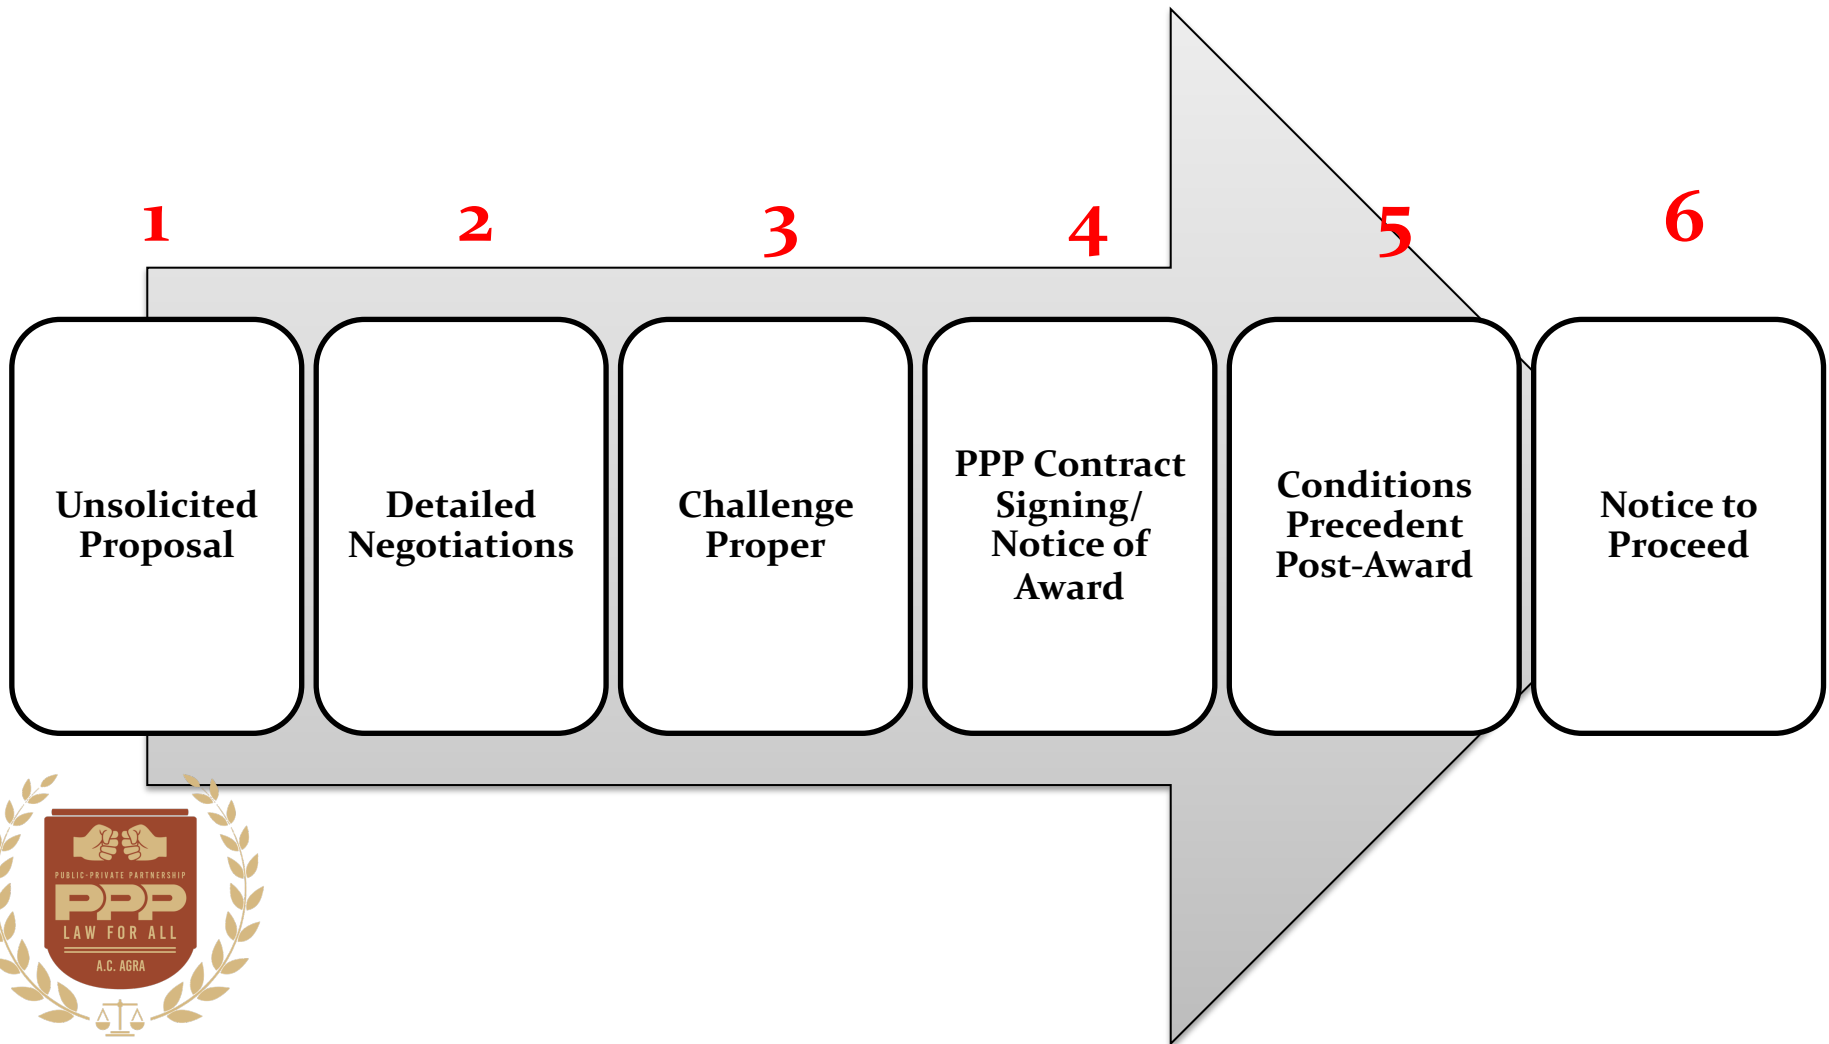 1
2
3
4
5
6
Unsolicited
Proposal
Detailed
Negotiations
Challenge
Proper
PPP Contract
Signing/
Notice of
Award
Conditions
Precedent
Post-Award
Notice to
Proceed
PUBLIC-PRIVATE PARTNERSHIP
PPP
LAW FOR ALL
A.C. AGRA